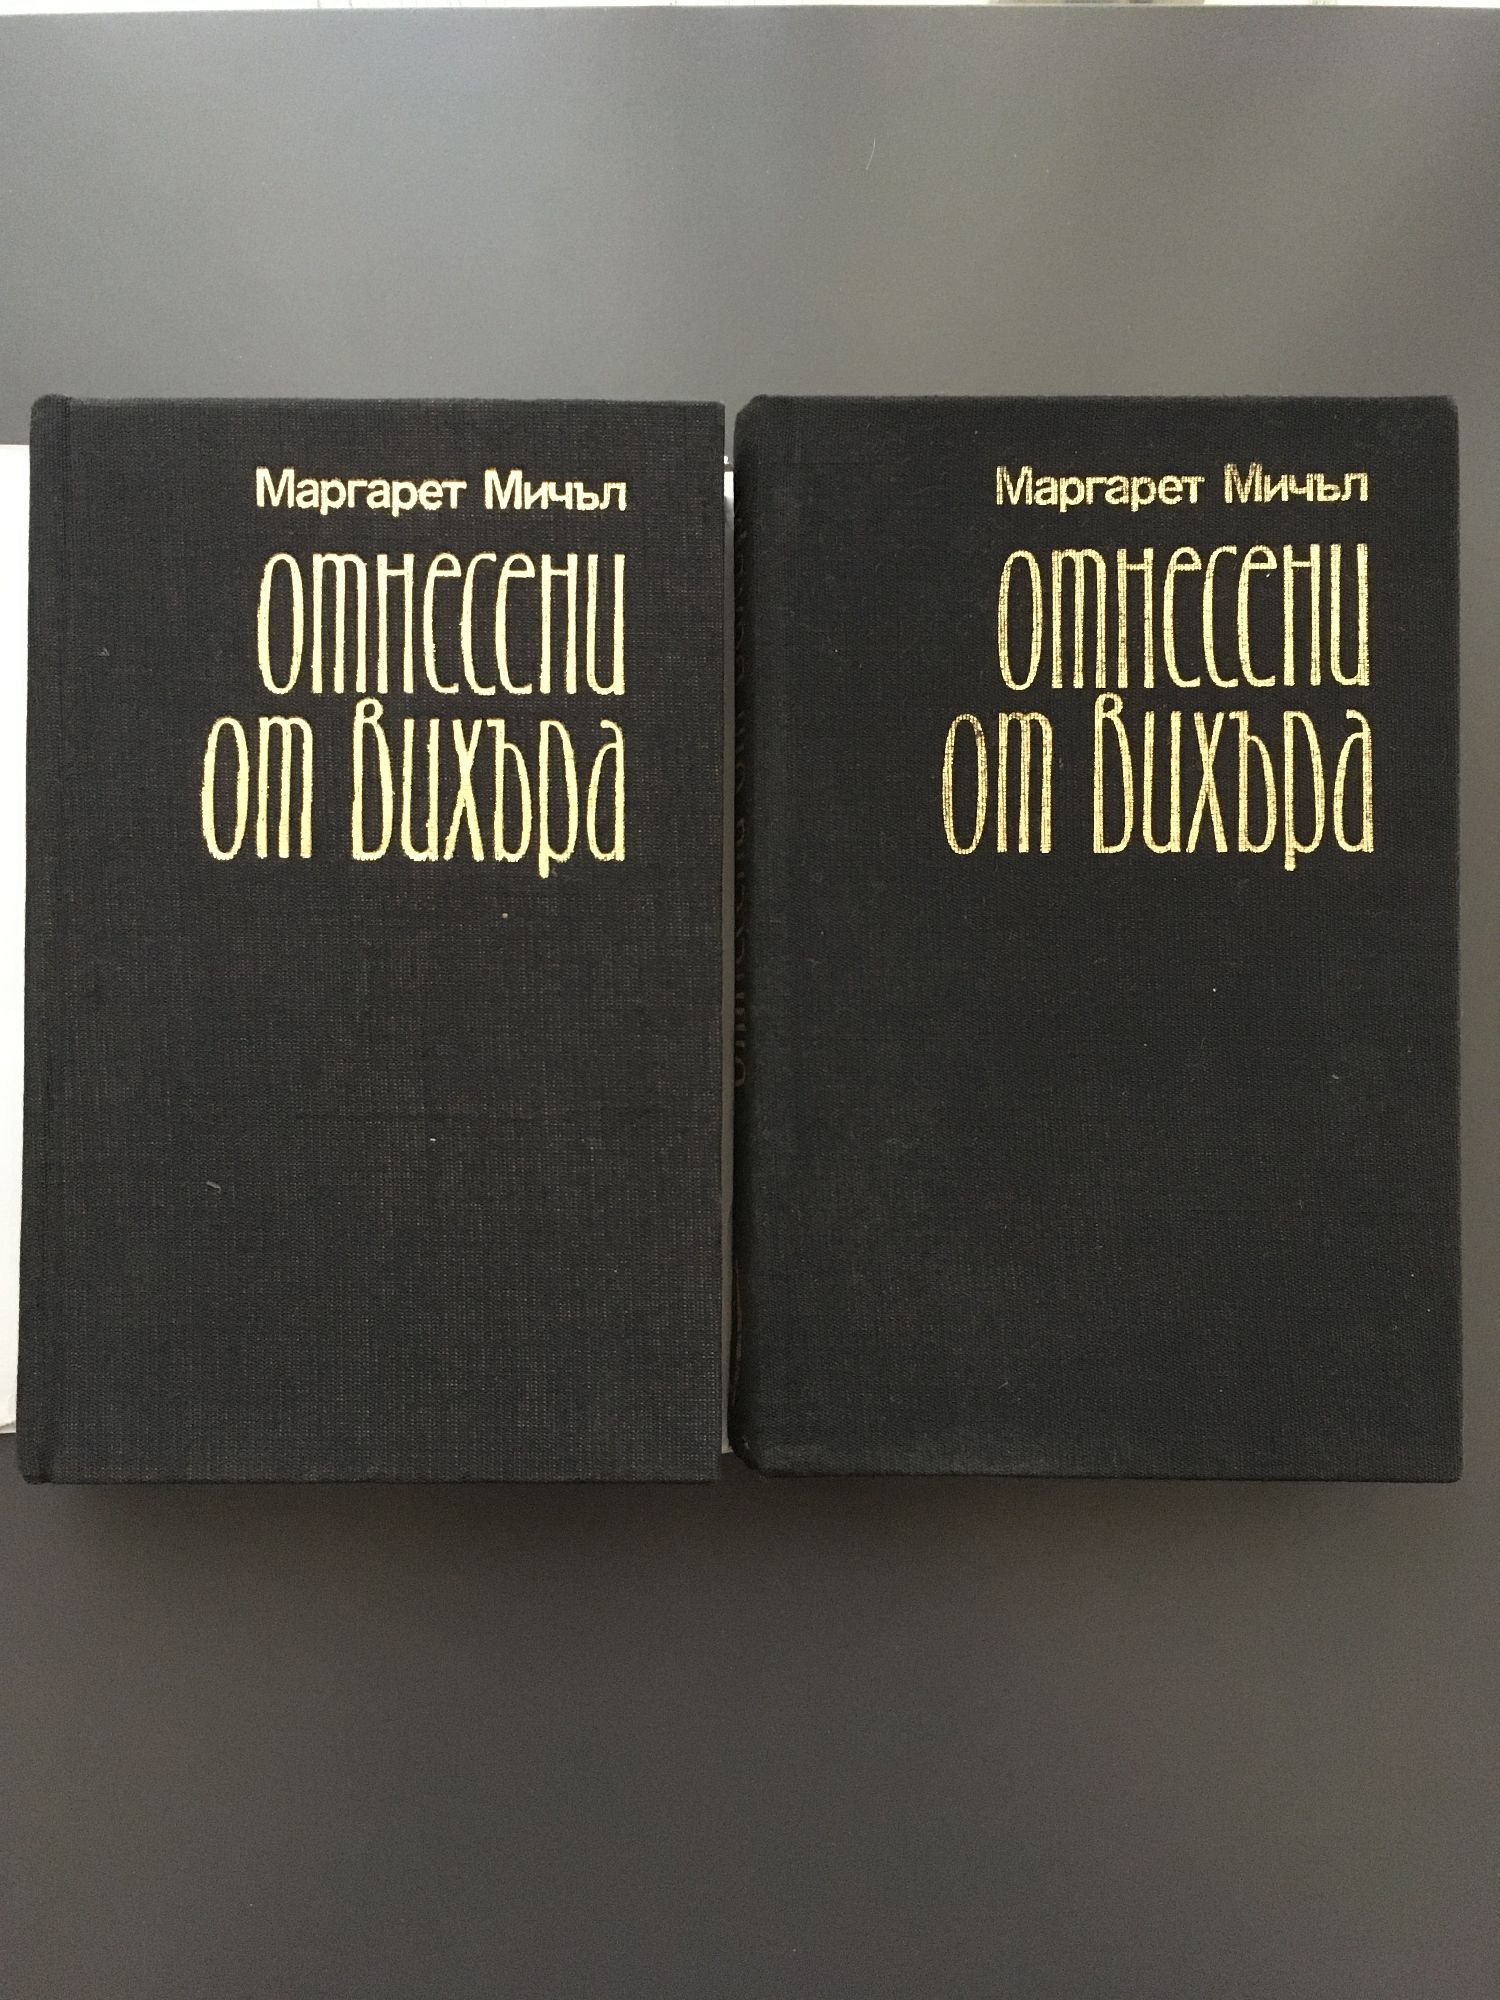 Маргарет Мичъл
ОТНЕСЕНИ
ОТ ВИХЪРА
Маргарет Мичъл
ОТНЕСЕНИ
ОТ ВИХЪРА